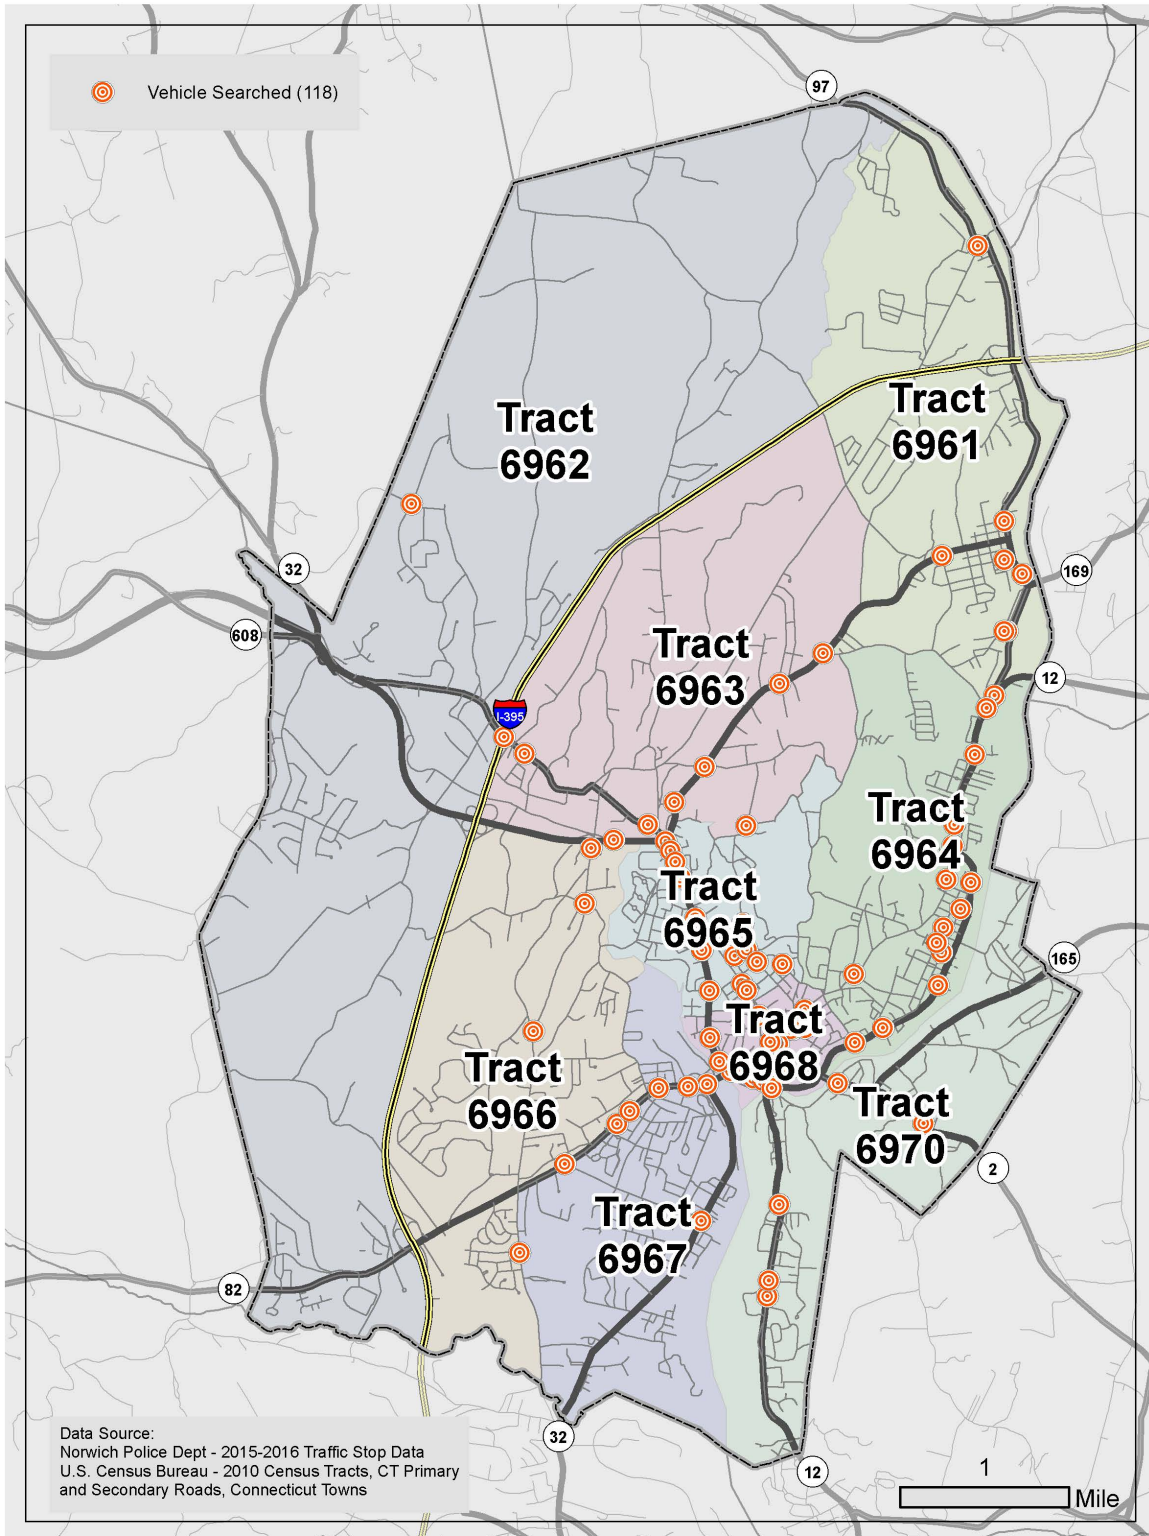 97
Vehicle Searched (118)
Tract
6961
Tract
6962
32
169
608
Tract
6963
12
I-395
Tract
6964
Tract
6965
165
Tract
6968
Tract
6966
Tract
6970
2
Tract
6967
82
Data Source:
Norwich Police Dept - 2015-2016 Traffic Stop Data
U.S. Census Bureau - 2010 Census Tracts, CT Primary
and Secondary Roads, Connecticut Towns
32
12
1
Mile